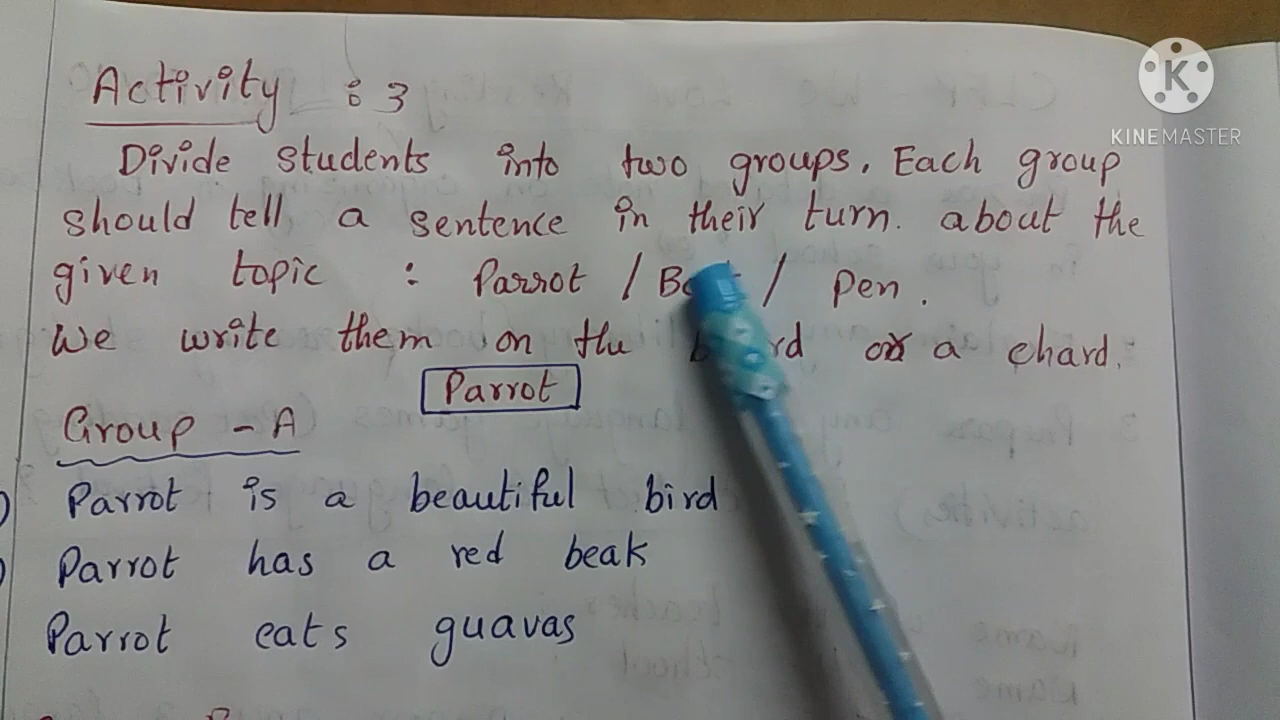 Activity : 3
KINEMASTER
Divide students into two groups. Each group
should tell a sentence in their turn. about the
given topic : Parrot / / Pen.
We write them on the or a chard.
Parrot
Group - A
Parrot is a beautiful bird
Parrot has a red beak
Parrot eats guavas